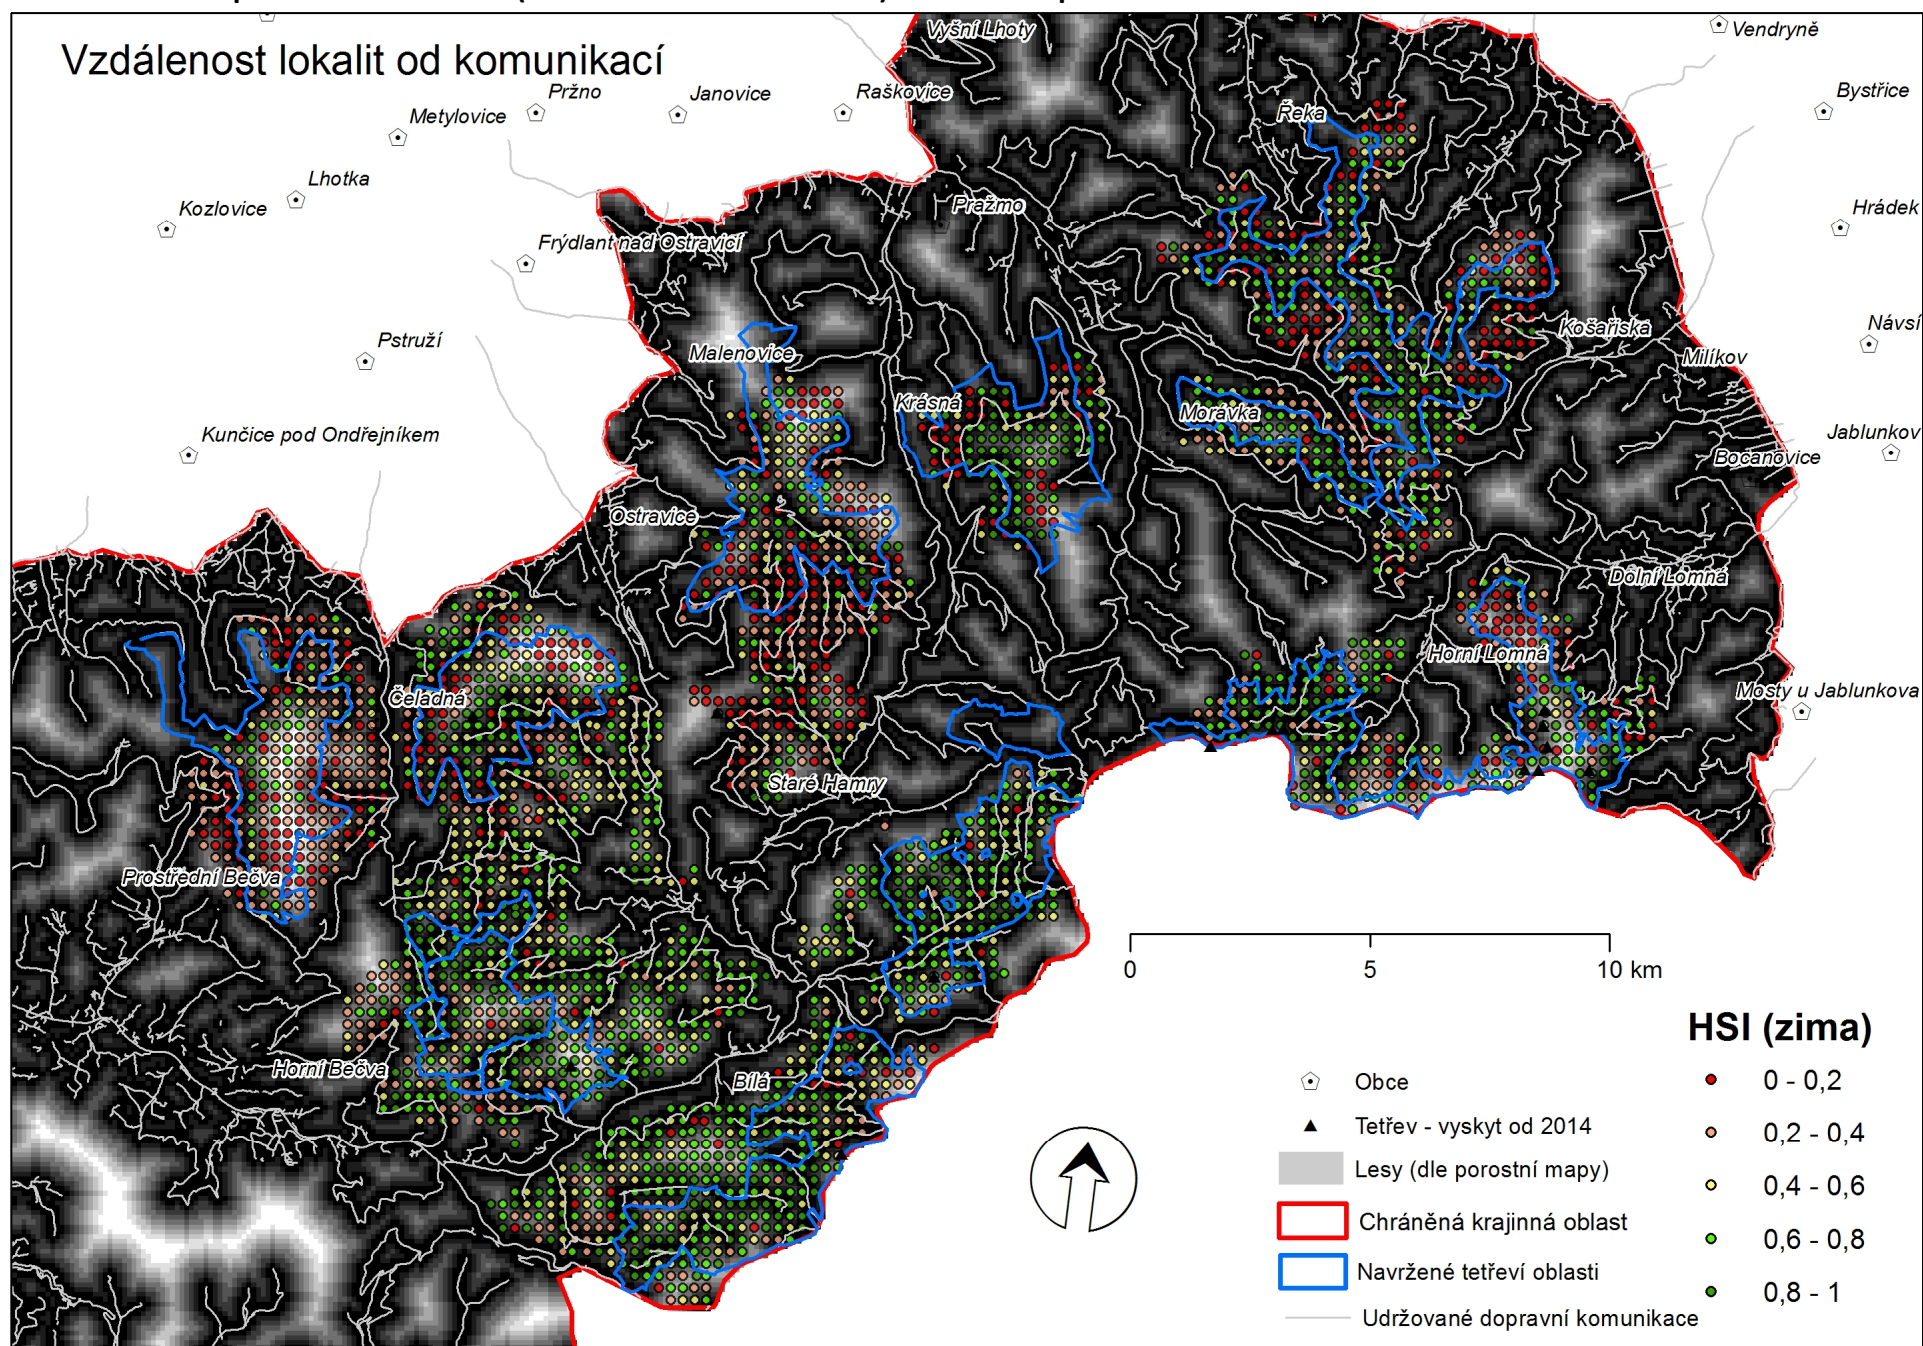 Vzdálenost lokalit od komunikací
Vyšní Lhoty
Vendryně
Pržno
Janovice
Raškovice
Bystřice
Metylovice
Řeka
Lhotka
Kozlovice
Pražmo
Hrádek
Frýdlant nad Ostravicí
Návsí
Košařiská
Pstruží
Malenovice
Milíkov
Krásná
Morávka
Kunčice pod Ondřejníkem
Jablunkov
Bocanovice
Ostravice
Dolní Lomná
Horní Lomná
Čeladná
Mosty u Jablunkova
Staré Hamry
Prostřední Bečva
Horní Bečva
Bílá
0 5 10 km
HSI (zima)
Obce
Tetřev - vyskyt od 2014
Lesy (dle porostní mapy)
Chráněná krajinná oblast
Navržené tetřeví oblasti
Udržované dopravní komunikace
0 - 0,2
0,2 - 0,4
0,4 - 0,6
0,6 - 0,8
0,8 - 1